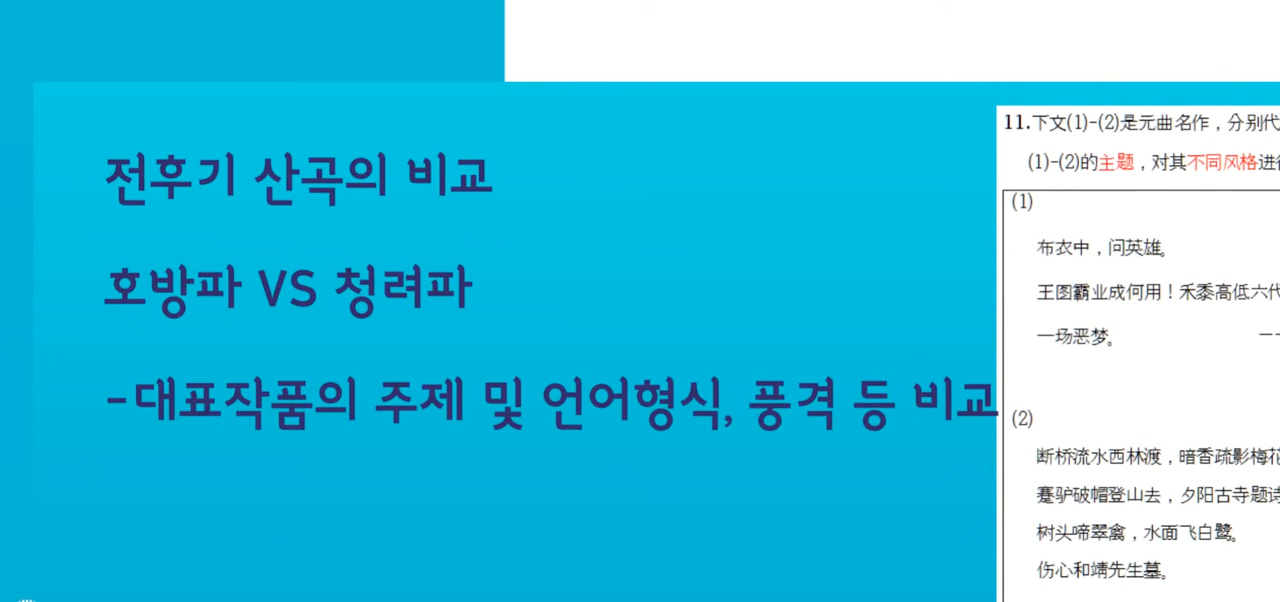 전후기 산곡의 비교
호방파 VS 청려파
-대표작품의 주제 및 언어형식, 풍격 등 비교
11.下文(1)-(2)是元曲名作，分别代
(1)-(2)的主题，对其不同风格进
(1)
布衣中，问英雄。
王图霸业成何用！禾黍高低六代
一场恶梦。
(2)
断桥流水西林渡，暗香疏影梅花
蹇驴破帽登山去，夕阳古寺题诗
树头啼翠禽，水面飞白鹭。
伤心和靖先生墓。